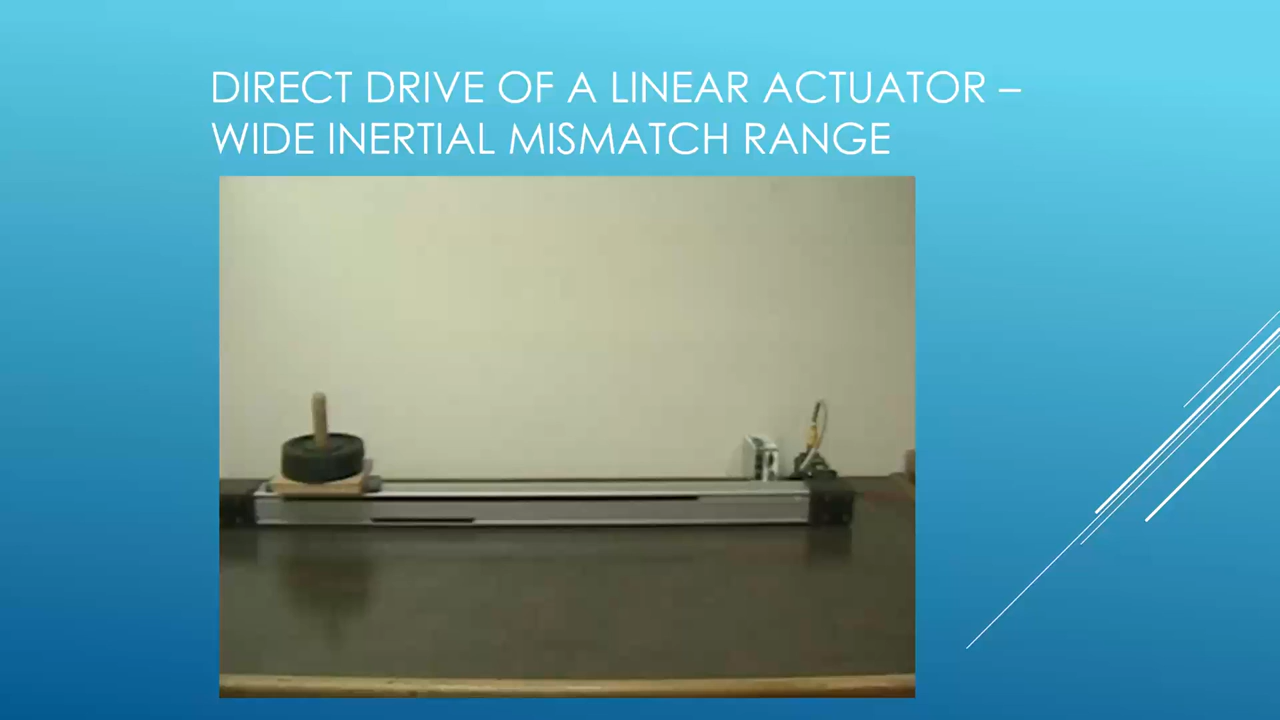 DIRECT DRIVE OF A LINEAR ACTUATOR –
WIDE INERTIAL MISMATCH RANGE